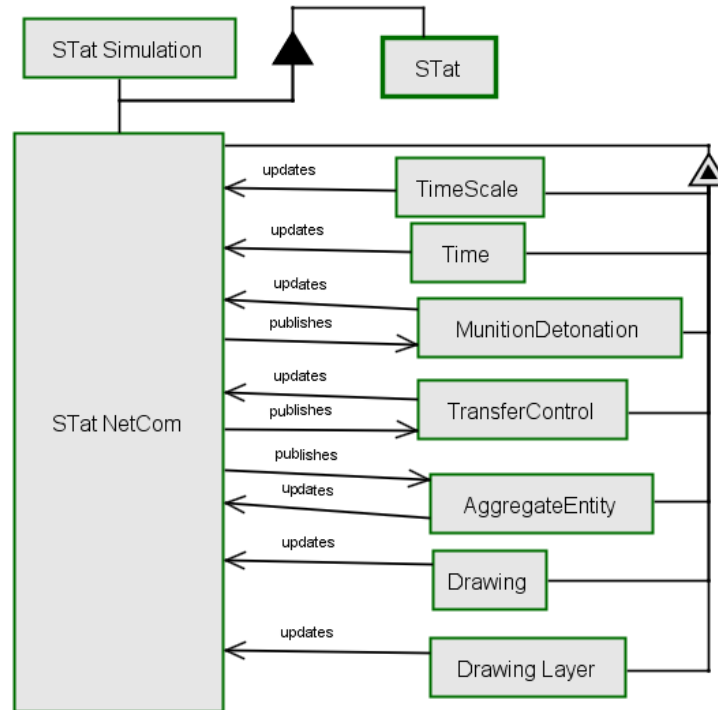 STat Simulation
STat
updates
TimeScale
updates
Time
updates
MunitionDetonation
publishes
updates
TransferControl
publishes
STat NetCom
publishes
AggregateEntity
updates
updates
Drawing
updates
Drawing Layer